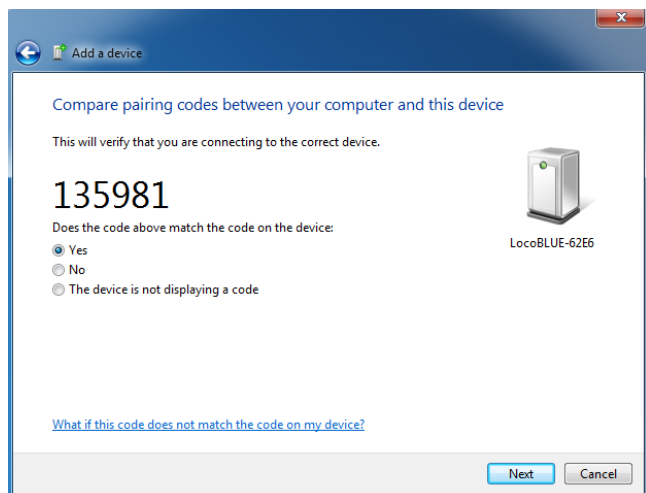 Add a device
Compare pairing codes between your computer and this device
This will verify that you are connecting to the correct device.
135981
Does the code above match the code on the device:
Yes
No
The device is not displaying a code
LocoBLUE-62E6
What if this code does not match the code on my device?
Next Cancel